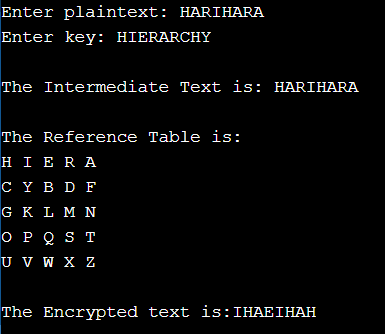 Enter plaintext: HARIHARA
Enter key: HIERARCHY
The Intermediate Text is: HARIHARA
The Reference Table is:
H I E R A
C Y B D F
G K L M N
O P Q S T
U V W X Z
The Encrypted text is:IHAEIHAH